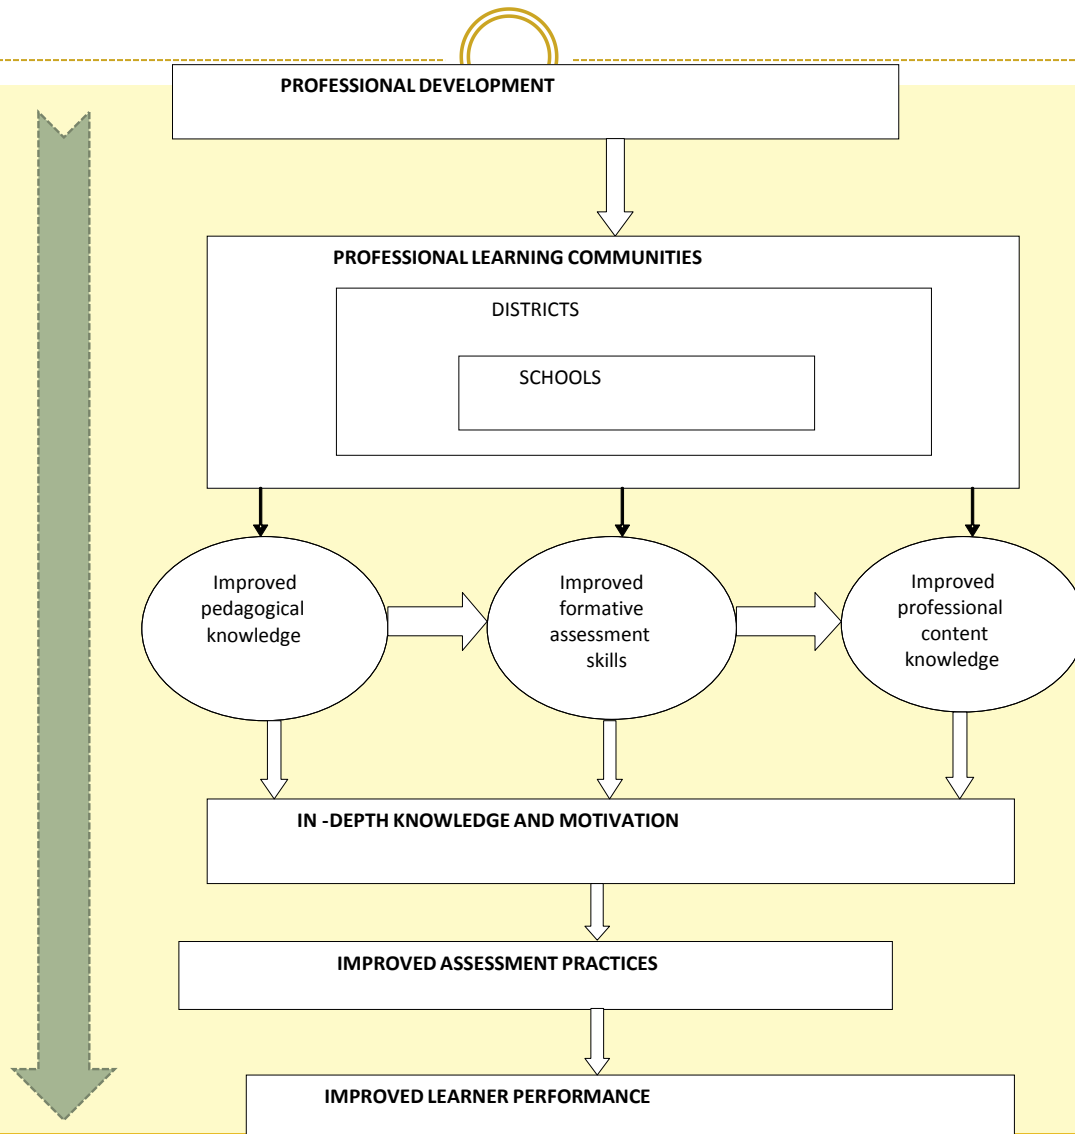 PROFESSIONAL DEVELOPMENT
PROFESSIONAL LEARNING COMMUNITIES
DISTRICTS
SCHOOLS
Improved
pedagogical
knowledge
Improved
formative
assessment
skills
Improved
professional
content
knowledge
IN -DEPTH KNOWLEDGE AND MOTIVATION
IMPROVED ASSESSMENT PRACTICES
IMPROVED LEARNER PERFORMANCE